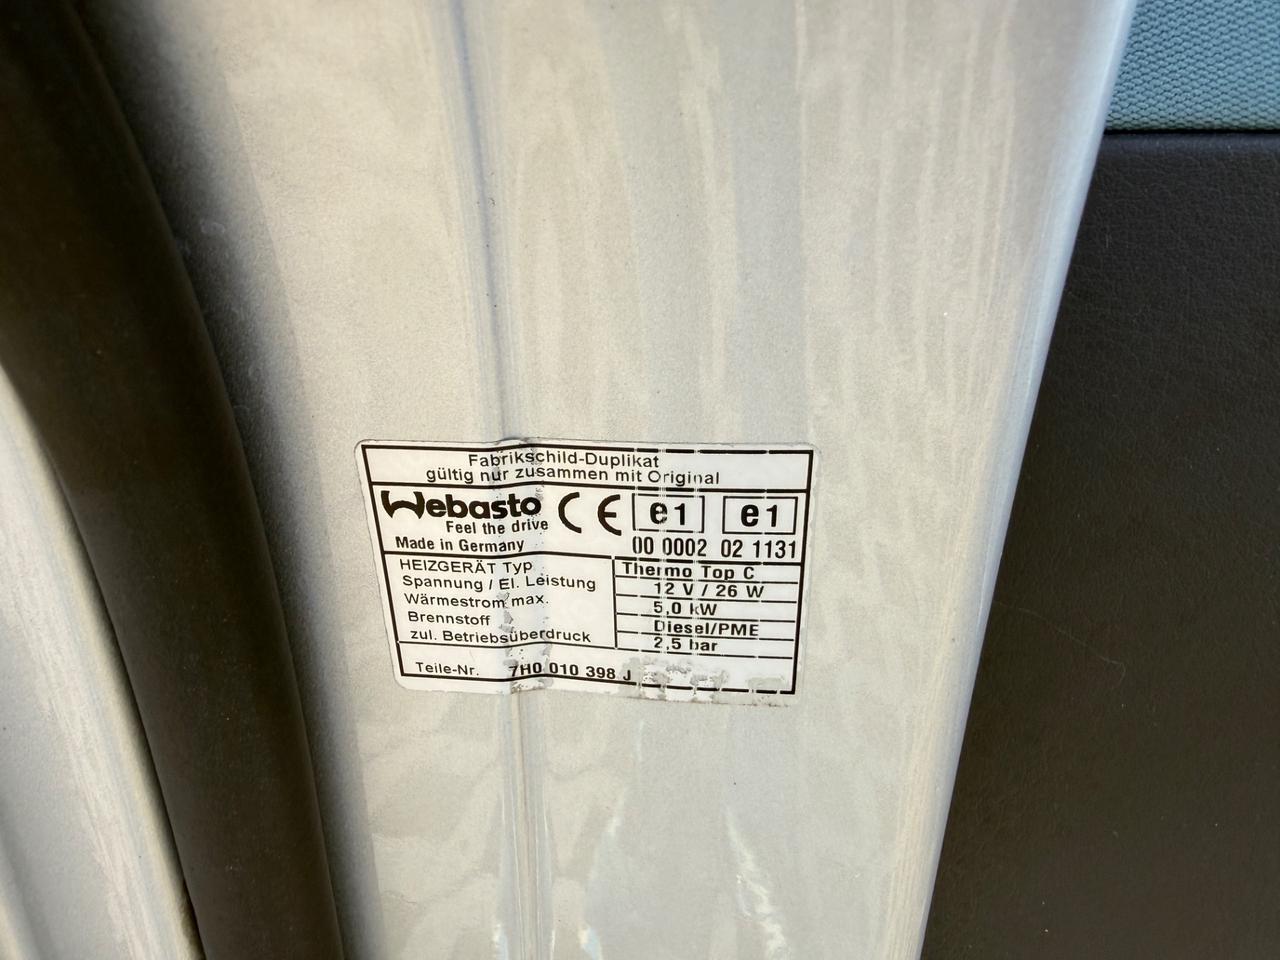 Fabrikschild-Duplikat
gültig nur zusammen mit Original
Webasto CE e1 e1
Feel the drive
Made in Germany 00 0002 02 1131
HEIZGERÄT Typ Thermo Top C
Spannung / El. Leistung 12 V / 26 W
Wärmestrom max. 5,0 kW
Brennstoff Diesel/PME
zul. Betriebsüberdruck 2,5 bar
Teile-Nr. 7H0 010 398 J